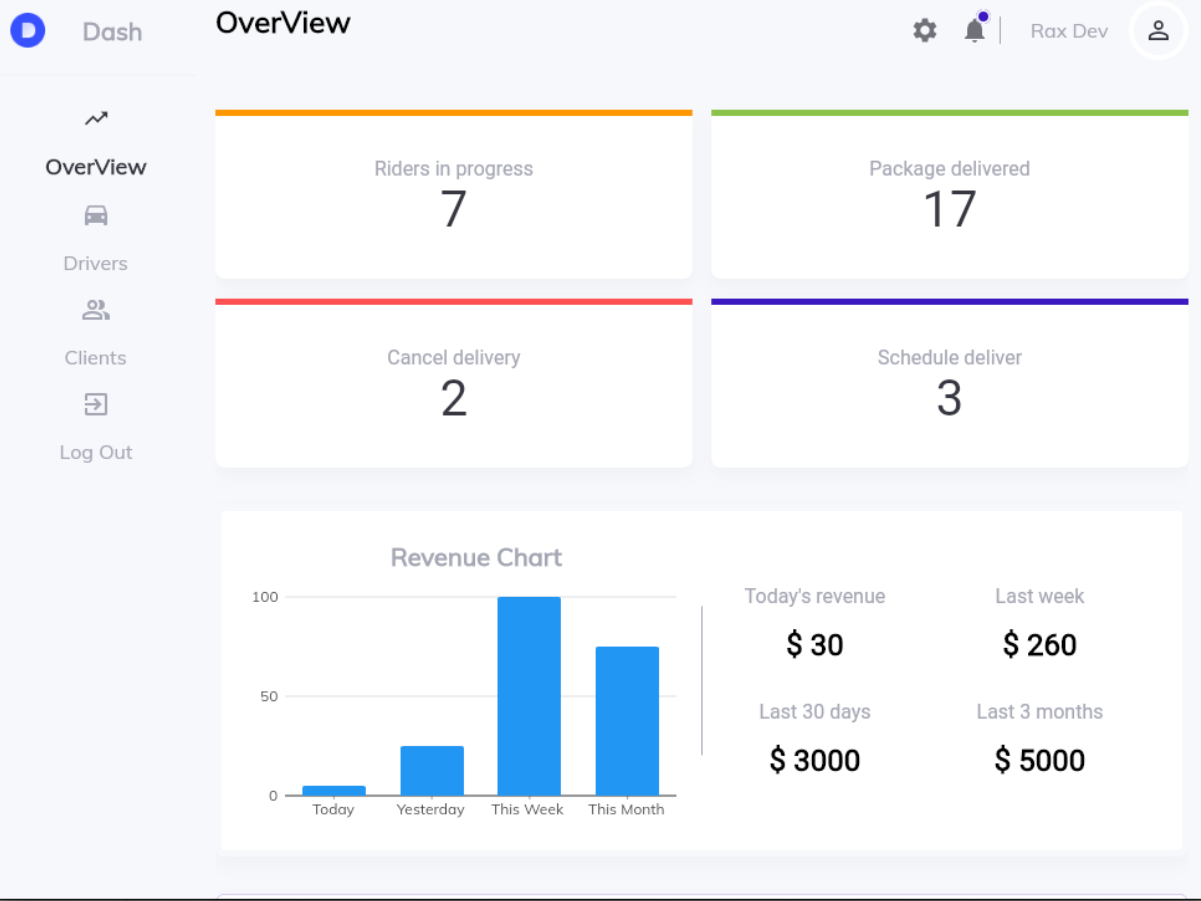 D Dash
OverView
Rax Dev
OverView
Drivers
Clients
Log Out
Riders in progress
7
Package delivered
17
Cancel delivery
2
Schedule deliver
3
Revenue Chart
100
50
0
Today Yesterday This Week This Month
Today's revenue
$ 30
Last week
$ 260
Last 30 days
$ 3000
Last 3 months
$ 5000